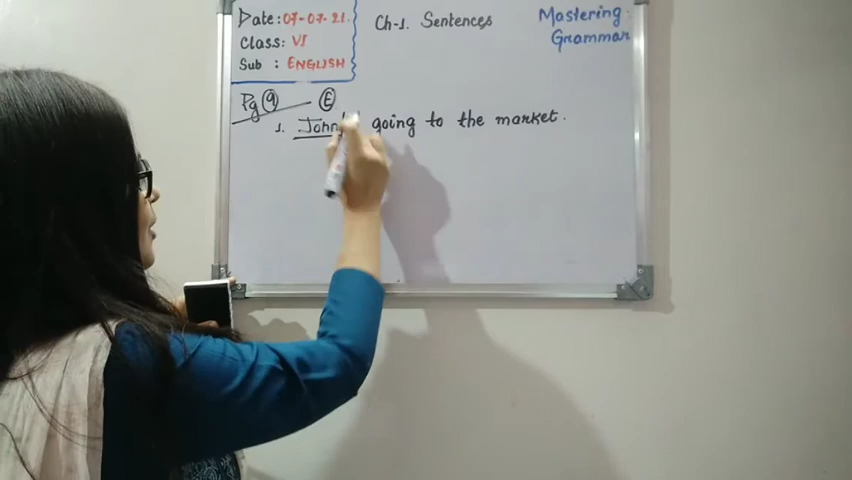 Date: 07-07-21.
Class: VI
Sub : ENGLISH
Ch-1. Sentences
Mastering
Grammar
Pg 9 E
1. John going to the market.